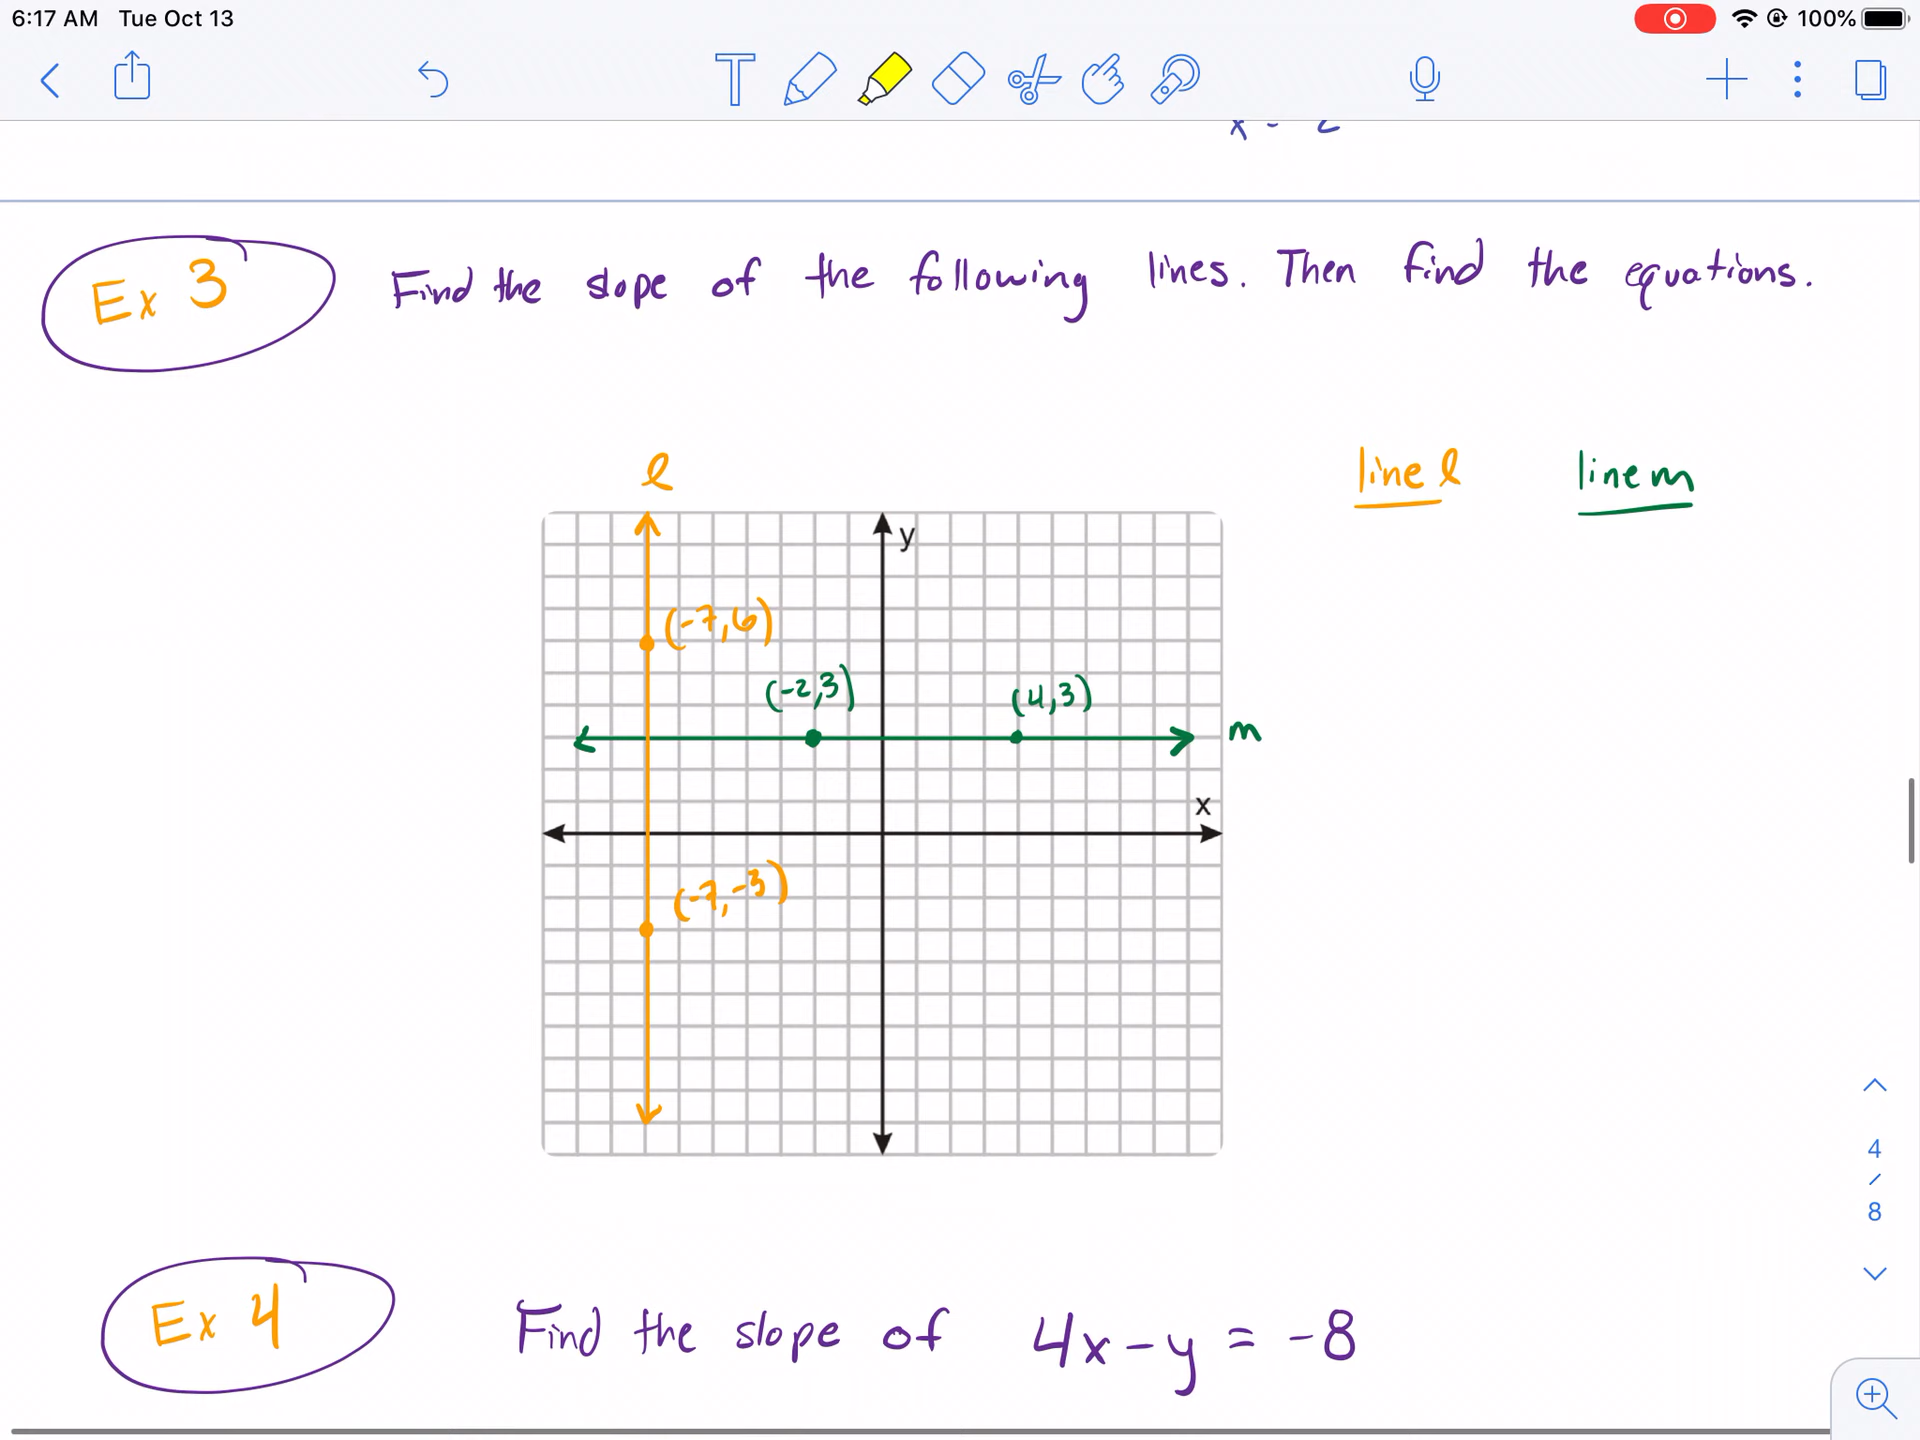 6:17 AM Tue Oct 13
100%
T
x = -2
Ex 3
Find the slope of the following lines. Then find the equations.
l
line l
line m
y
(-7,6)
(-2,3)
(4,3)
m
x
(-7,-3)
4
/
8
Ex 4
Find the slope of 4x-y = -8